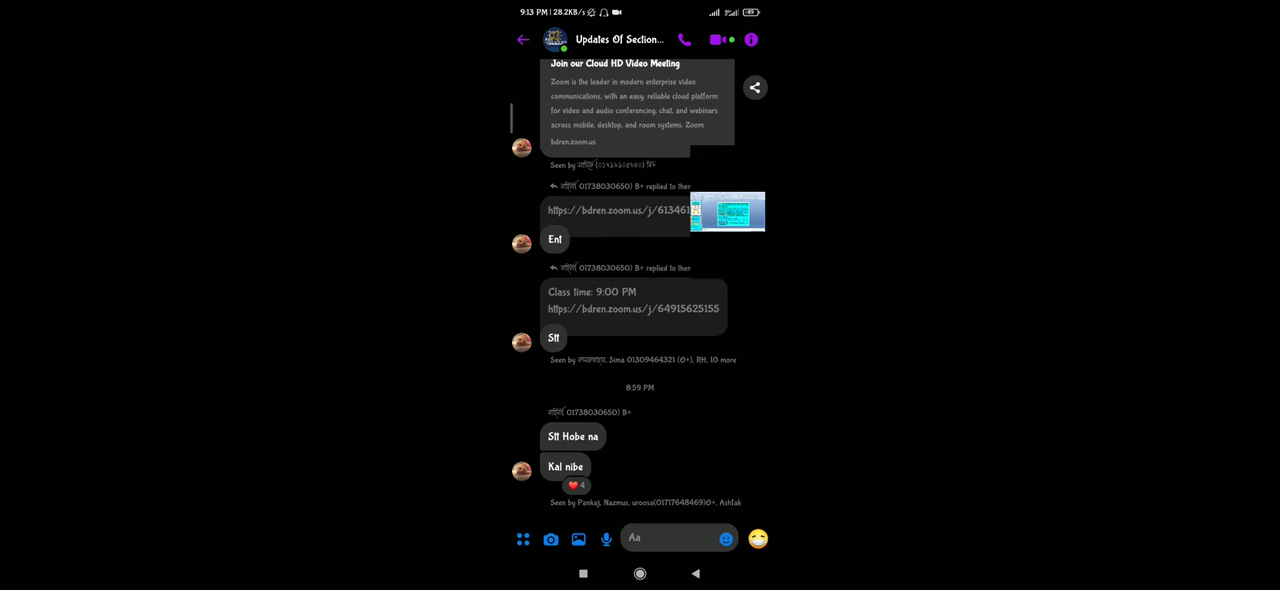 9:13 PM | 28.2KB/s
49
Updates Of Section...
Join our Cloud HD Video Meeting
Zoom is the leader in modern enterprise video
communications, with an easy, reliable cloud platform
for video and audio conferencing, chat, and webinars
across mobile, desktop, and room systems. Zoom
bdren.zoom.us
Seen by
01738030650) B+ replied to then
https://bdren.zoom.us/j/61346
Ent
01738030650) B+ replied to then
Class time: 9:00 PM
https://bdren.zoom.us/j/64915625155
Stt
Seen by Sima 01309464321 (O+), RH, 10 more
8:59 PM
01738030650) B+
Stt Hobe na
Kal nibe
4
Seen by Pankaj, Nazmus, uroosa(01717648469)O+, Ashfak
Aa